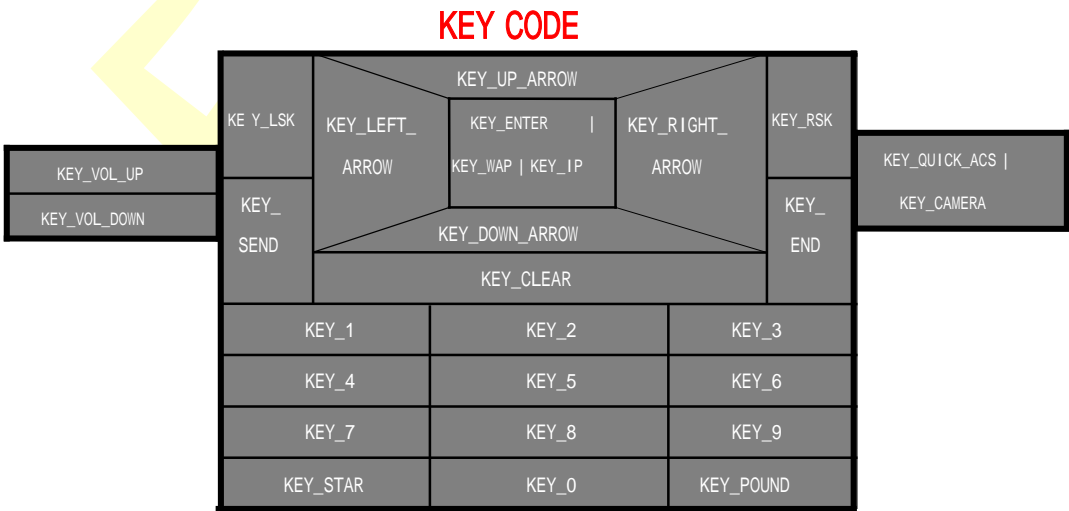 KEY CODE
KEY_UP_ARROW
KE Y_LSK
KEY_LEFT_
ARROW
KEY_ENTER |
KEY_WAP | KEY_IP
KEY_RIGHT_
ARROW
KEY_RSK
KEY_VOL_UP
KEY_VOL_DOWN
KEY_QUICK_ACS |
KEY_CAMERA
KEY_
SEND
KEY_DOWN_ARROW
KEY_
END
KEY_CLEAR
KEY_1
KEY_2
KEY_3
KEY_4
KEY_5
KEY_6
KEY_7
KEY_8
KEY_9
KEY_STAR
KEY_0
KEY_POUND